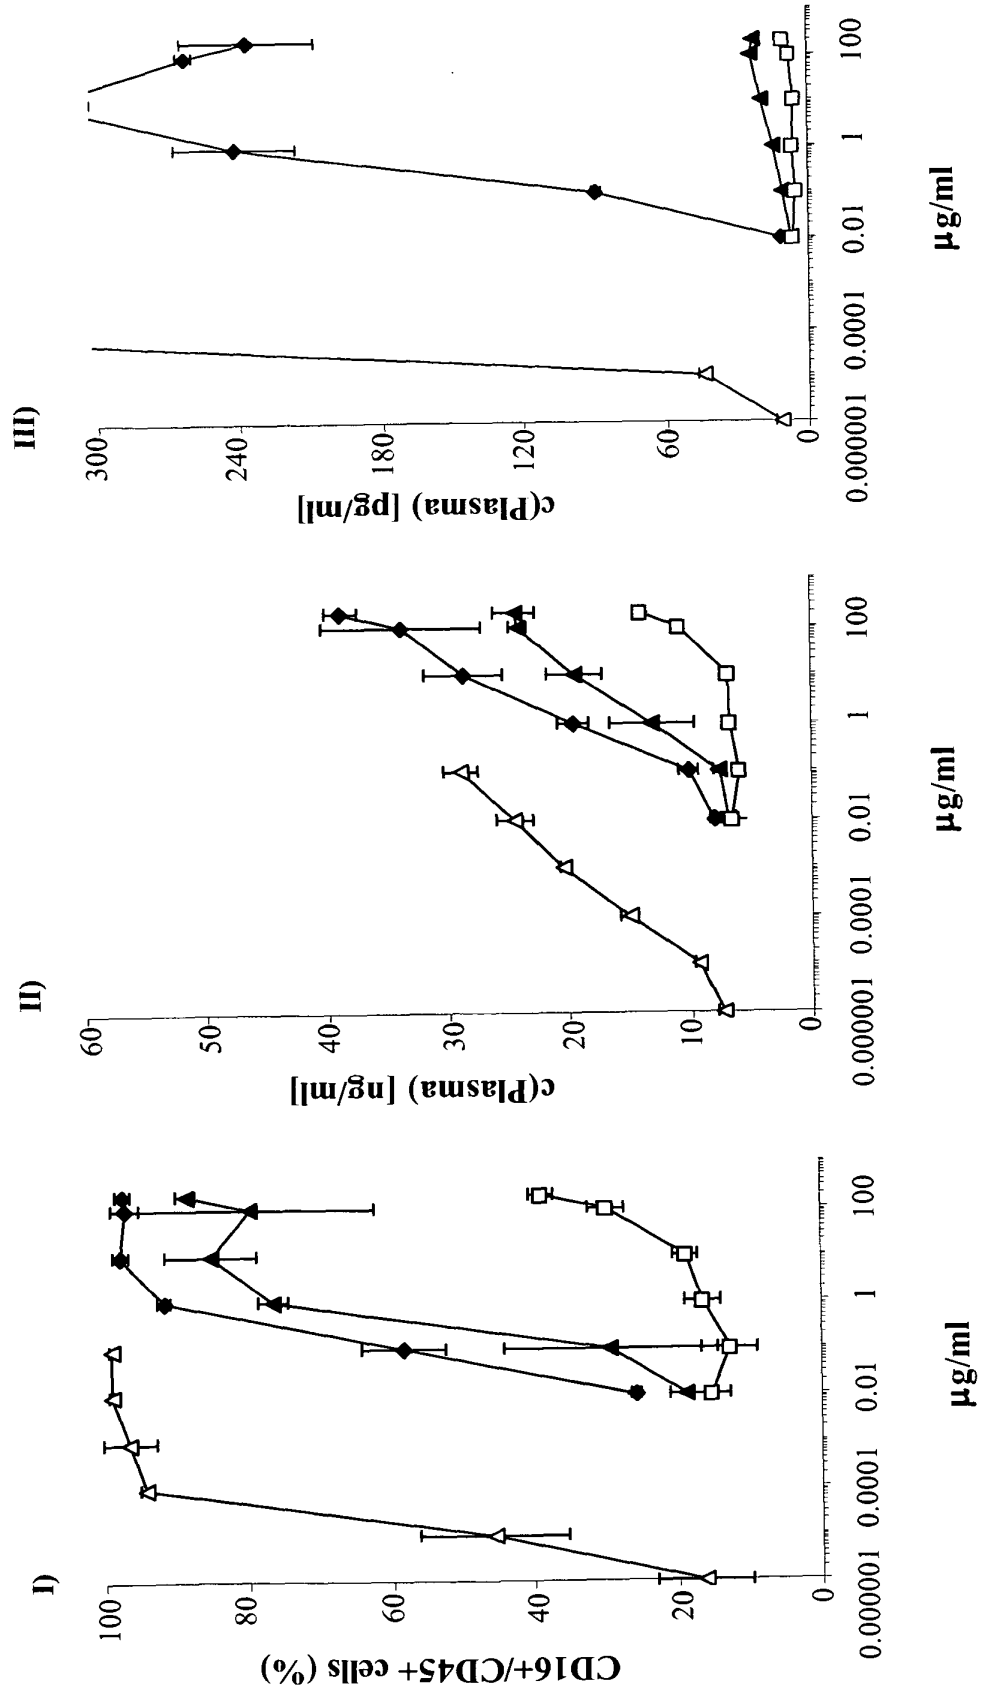 I)
CD16+/CD45+ cells (%)
100
80
60
40
20
0
0.000001 0.0001 0.01 1 100
µg/ml
II)
c(Plasma) [ng/ml]
60
50
40
30
20
10
0
0.000001 0.0001 0.01 1 100
µg/ml
III)
c(Plasma) [pg/ml]
300
240
180
120
60
0
0.000001 0.0001 0.01 1 100
µg/ml